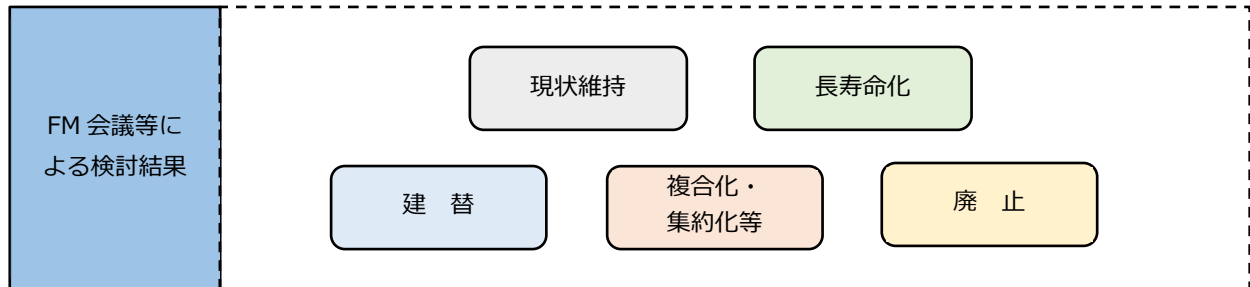 FM 会議等に
よる検討結果
現状維持
長寿命化
建　替
複合化・
集約化等
廃　止